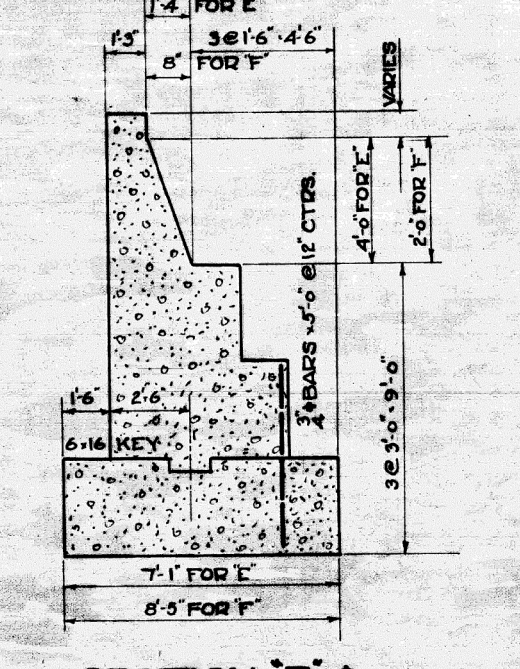 1'-4" FOR "E"
1'-3"
3@1'-6"=4'-6"
8" FOR "F"
VARIES
4'-0" FOR "E"
2'-0" FOR "F"
3/4"ϕ BARS x 5'-0" @ 12" CTRS.
3@3'-0"=9'-0"
1'-6"
2'-6"
6x16 KEY
7'-1" FOR "E"
8'-5" FOR "F"